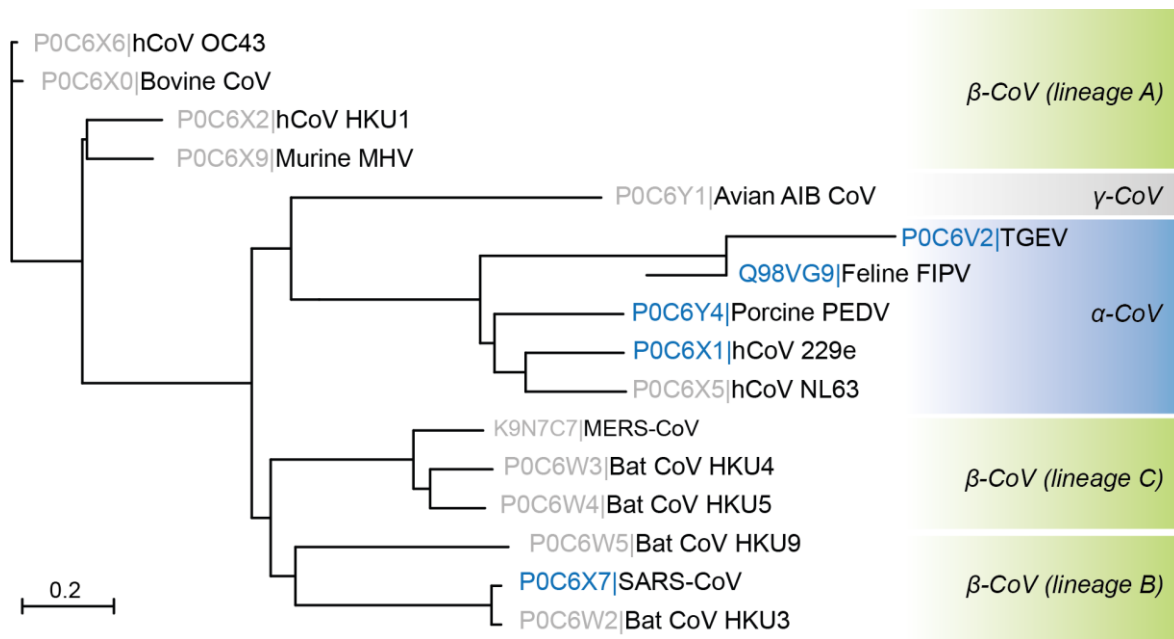 P0C6X6|hCoV OC43
P0C6X0|Bovine CoV
β-CoV (lineage A)
P0C6X2|hCoV HKU1
P0C6X9|Murine MHV
P0C6Y1|Avian AIB CoV
γ-CoV
P0C6V2|TGEV
Q98VG9|Feline FIPV
P0C6Y4|Porcine PEDV
α-CoV
P0C6X1|hCoV 229e
P0C6X5|hCoV NL63
K9N7C7|MERS-CoV
P0C6W3|Bat CoV HKU4
β-CoV (lineage C)
P0C6W4|Bat CoV HKU5
P0C6W5|Bat CoV HKU9
P0C6X7|SARS-CoV
β-CoV (lineage B)
P0C6W2|Bat CoV HKU3
0.2